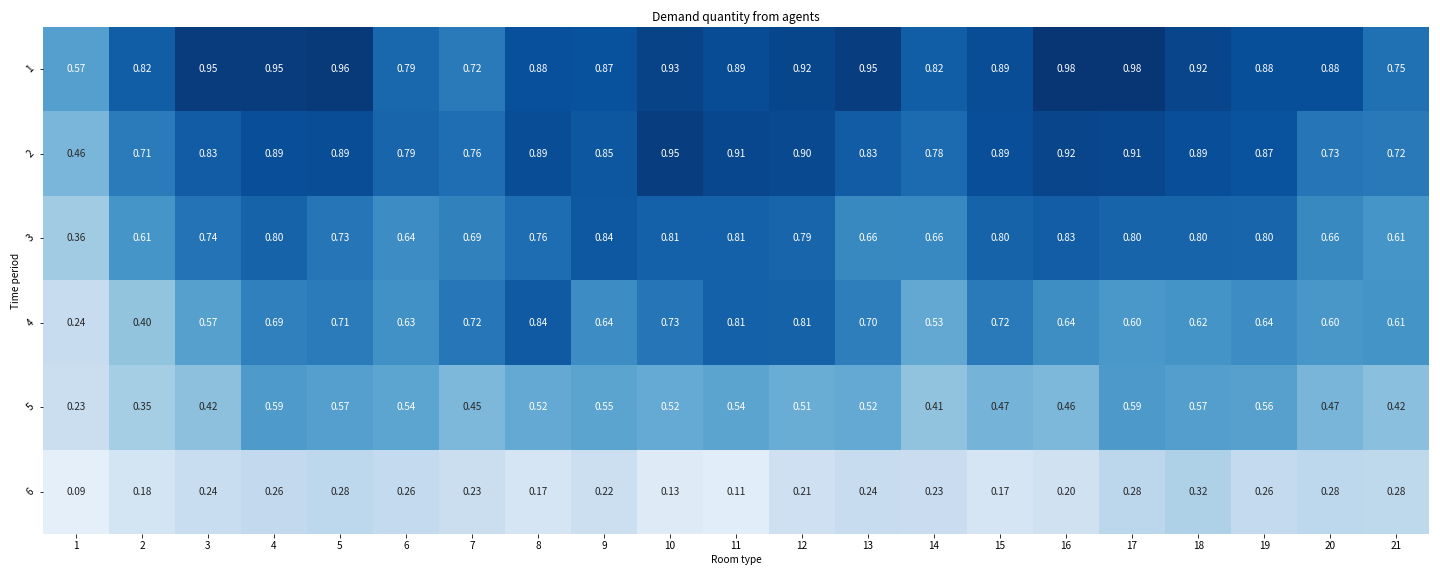 Demand quantity from agents
1 0.57 0.82 0.95 0.95 0.96 0.79 0.72 0.88 0.87 0.93 0.89 0.92 0.95 0.82 0.89 0.98 0.98 0.92 0.88 0.88 0.75
2 0.46 0.71 0.83 0.89 0.89 0.79 0.76 0.89 0.85 0.95 0.91 0.90 0.83 0.78 0.89 0.92 0.91 0.89 0.87 0.73 0.72
3 0.36 0.61 0.74 0.80 0.73 0.64 0.69 0.76 0.84 0.81 0.81 0.79 0.66 0.66 0.80 0.83 0.80 0.80 0.80 0.66 0.61
Time period
4 0.24 0.40 0.57 0.69 0.71 0.63 0.72 0.84 0.64 0.73 0.81 0.81 0.70 0.53 0.72 0.64 0.60 0.62 0.64 0.60 0.61
5 0.23 0.35 0.42 0.59 0.57 0.54 0.45 0.52 0.55 0.52 0.54 0.51 0.52 0.41 0.47 0.46 0.59 0.57 0.56 0.47 0.42
6 0.09 0.18 0.24 0.26 0.28 0.26 0.23 0.17 0.22 0.13 0.11 0.21 0.24 0.23 0.17 0.20 0.28 0.32 0.26 0.28 0.28
1 2 3 4 5 6 7 8 9 10 11 12 13 14 15 16 17 18 19 20 21
Room type